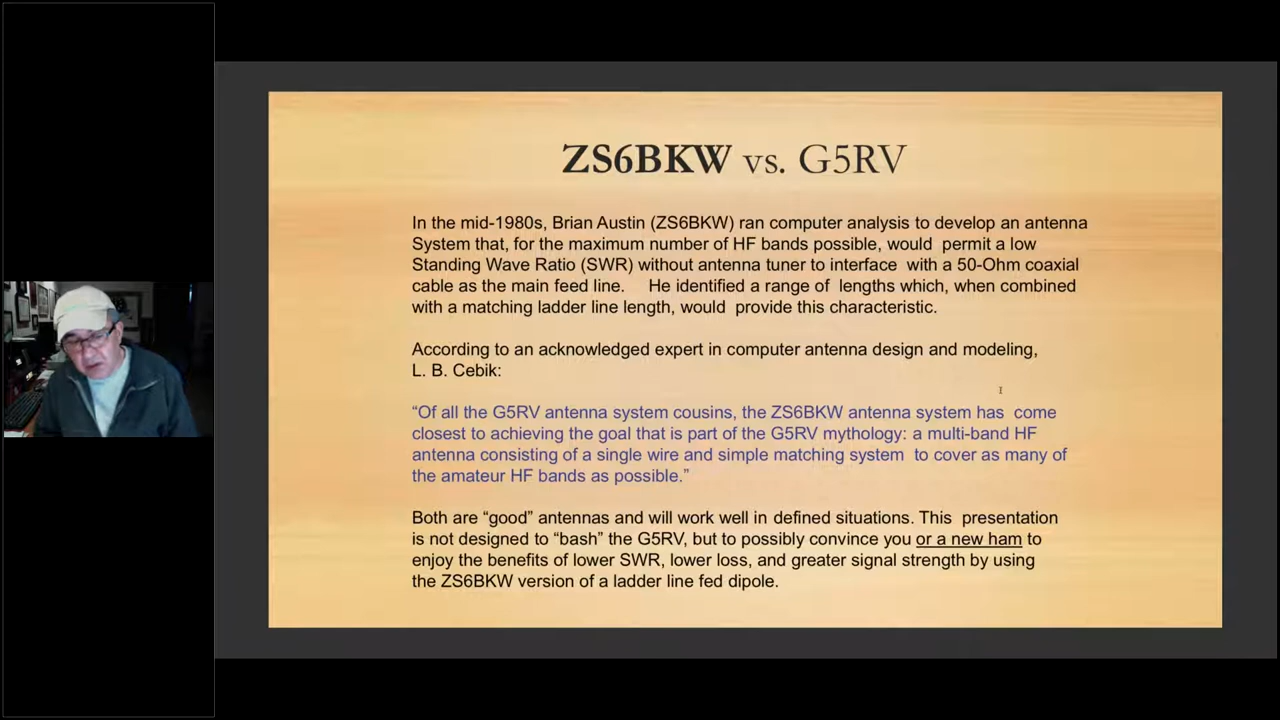 ZS6BKW vs. G5RV
In the mid-1980s, Brian Austin (ZS6BKW) ran computer analysis to develop an antenna
System that, for the maximum number of HF bands possible, would  permit a low
Standing Wave Ratio (SWR) without antenna tuner to interface  with a 50-Ohm coaxial
cable as the main feed line.     He identified a range of  lengths which, when combined
with a matching ladder line length, would  provide this characteristic.
According to an acknowledged expert in computer antenna design and modeling,
L. B. Cebik:
“Of all the G5RV antenna system cousins, the ZS6BKW antenna system has  come
closest to achieving the goal that is part of the G5RV mythology: a multi-band HF
antenna consisting of a single wire and simple matching system  to cover as many of
the amateur HF bands as possible.”
Both are “good” antennas and will work well in defined situations. This  presentation
is not designed to “bash” the G5RV, but to possibly convince you or a new ham to
enjoy the benefits of lower SWR, lower loss, and greater signal strength by using
the ZS6BKW version of a ladder line fed dipole.